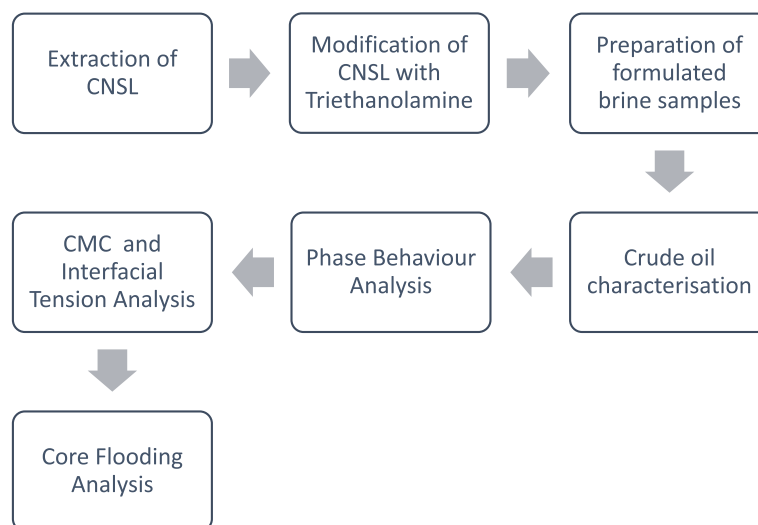 Extraction of
CNSL
Modification of
CNSL with
Triethanolamine
Preparation of
formulated
brine samples
Crude oil
characterisation
Phase Behaviour
Analysis
CMC and
Interfacial
Tension Analysis
Core Flooding
Analysis